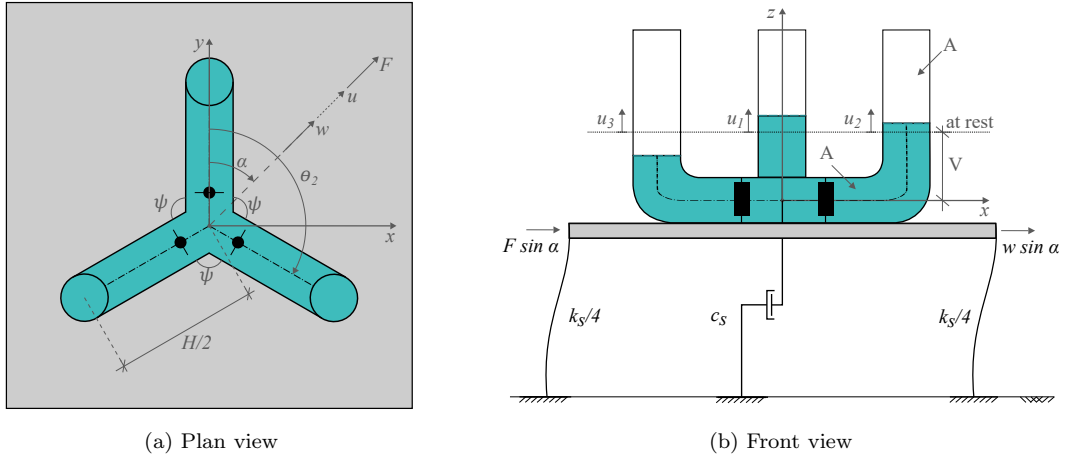 y
F
u
w
α
θ2
ψ
ψ
x
ψ
H/2
(a) Plan view
z
A
u3
u1
u2
at rest
A
V
x
F sin α
w sin α
ks/4
cs
ks/4
(b) Front view